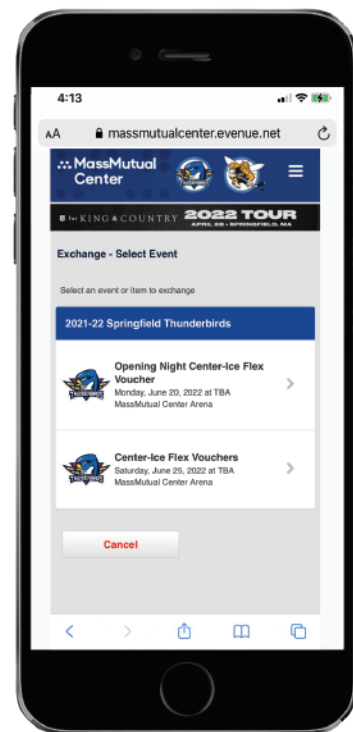 4:13
AA massmutualcenter.evenue.net
MassMutual
Center
for KING & COUNTRY 2022 TOUR
APRIL 28 - SPRINGFIELD, MA
Exchange - Select Event
Select an event or item to exchange
2021-22 Springfield Thunderbirds
Opening Night Center-Ice Flex
Voucher
Monday, June 20, 2022 at TBA
MassMutual Center Arena
Center-Ice Flex Vouchers
Saturday, June 25, 2022 at TBA
MassMutual Center Arena
Cancel